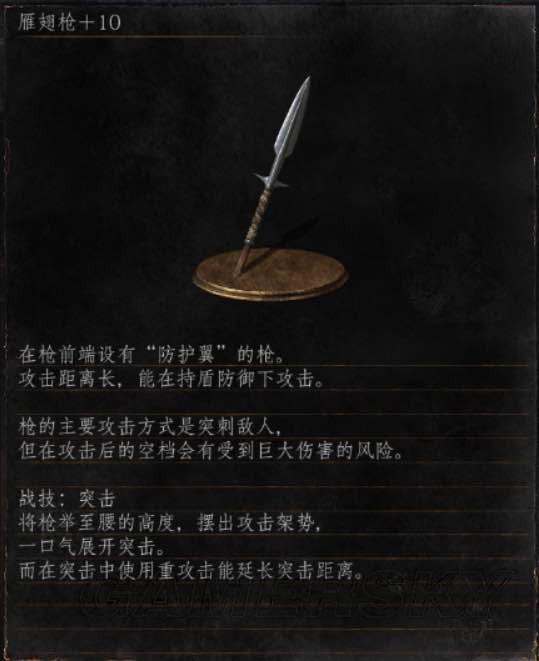 雁翅枪+10
在枪前端设有“防护翼”的枪。
攻击距离长，能在持盾防御下攻击。
枪的主要攻击方式是突刺敌人，
但在攻击后的空档会有受到巨大伤害的风险。
战技：突击
将枪举至腰的高度，摆出攻击架势，
一口气展开突击。
而在突击中使用重攻击能延长突击距离。
GAMERSKY